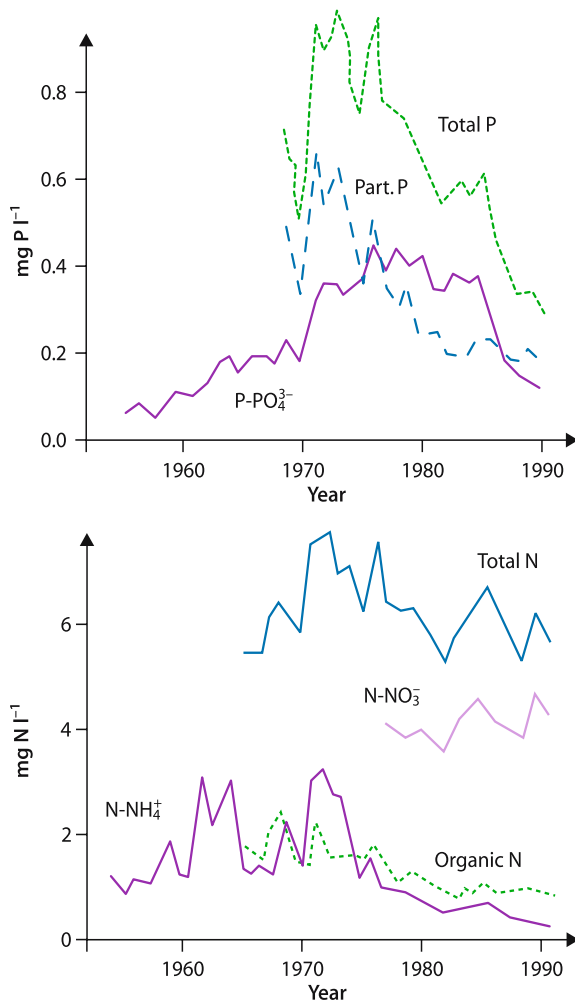 mg P l⁻¹
0.8
0.6
0.4
0.2
0.0
Total P
Part. P
P-PO₄³⁻
1960 1970 1980 1990
Year
mg N l⁻¹
6
4
2
0
Total N
N-NO₃⁻
N-NH₄⁺
Organic N
1960 1970 1980 1990
Year